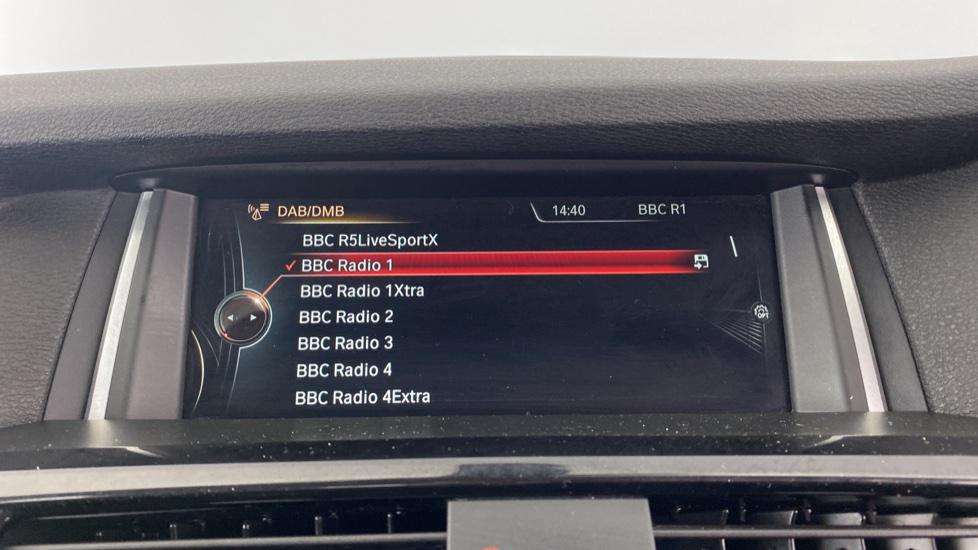 DAB/DMB 14:40 BBC R1
BBC R5LiveSportX
BBC Radio 1
BBC Radio 1Xtra
BBC Radio 2
OPT
BBC Radio 3
BBC Radio 4
BBC Radio 4Extra